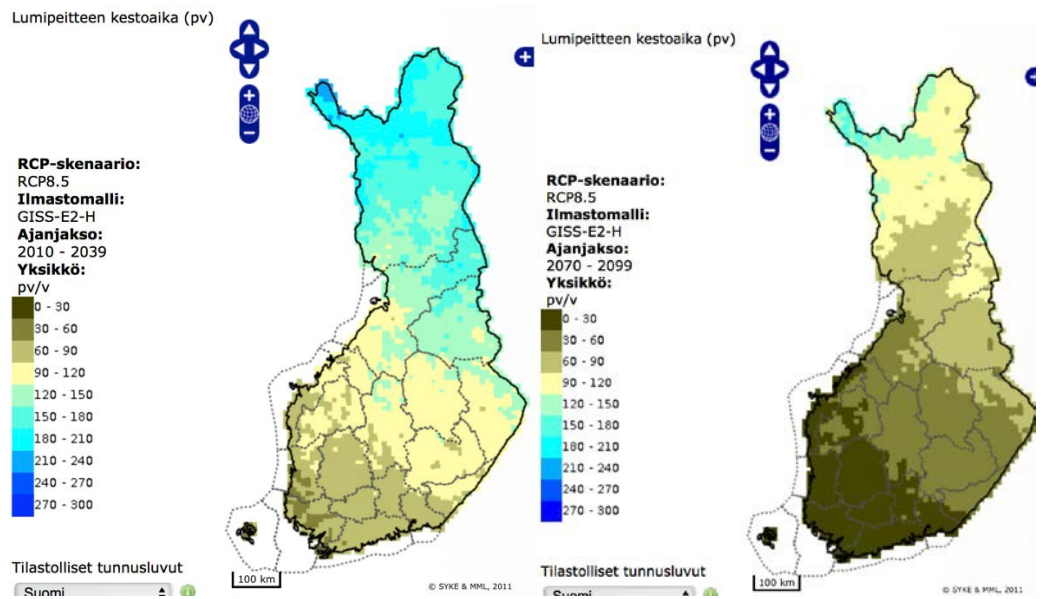 Lumipeitteen kestoaika (pv)
RCP-skenaario:
RCP8.5
Ilmastomalli:
GISS-E2-H
Ajanjakso:
2010 - 2039
Yksikkö:
pv/v
0 - 30
30 - 60
60 - 90
90 - 120
120 - 150
150 - 180
180 - 210
210 - 240
240 - 270
270 - 300
Tilastolliset tunnusluvut
Suomi
100 km
© SYKE & MML, 2011
Lumipeitteen kestoaika (pv)
RCP-skenaario:
RCP8.5
Ilmastomalli:
GISS-E2-H
Ajanjakso:
2070 - 2099
Yksikkö:
pv/v
0 - 30
30 - 60
60 - 90
90 - 120
120 - 150
150 - 180
180 - 210
210 - 240
240 - 270
270 - 300
Tilastolliset tunnusluvut
Suomi
100 km
© SYKE & MML, 2011